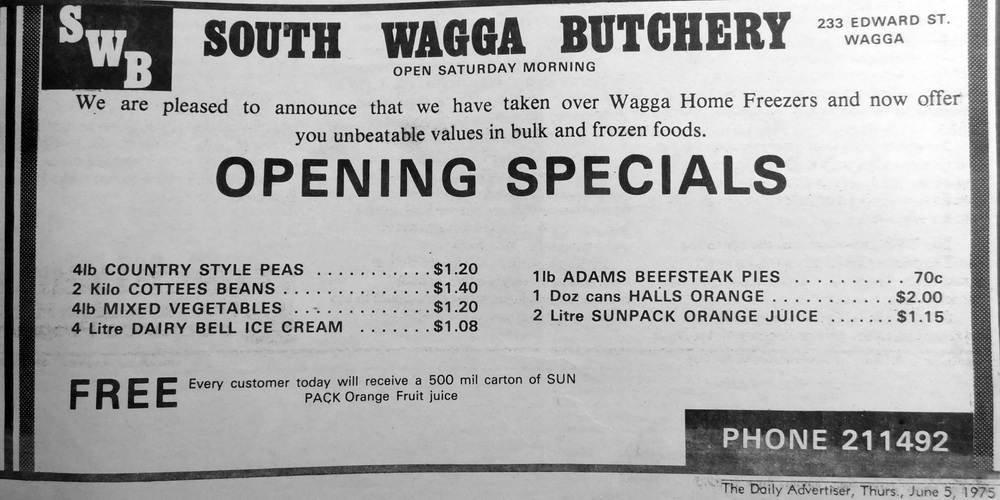 SWB
SOUTH WAGGA BUTCHERY
233 EDWARD ST.
WAGGA
OPEN SATURDAY MORNING
We are pleased to announce that we have taken over Wagga Home Freezers and now offer
you unbeatable values in bulk and frozen foods.
OPENING SPECIALS
4lb COUNTRY STYLE PEAS ...........$1.20
2 Kilo COTTEES BEANS ..............$1.40
4lb MIXED VEGETABLES ..............$1.20
4 Litre DAIRY BELL ICE CREAM .......$1.08
1lb ADAMS BEEFSTEAK PIES ........... 70c
1 Doz cans HALLS ORANGE ...........$2.00
2 Litre SUNPACK ORANGE JUICE .......$1.15
FREE
Every customer today will receive a 500 mil carton of SUN
PACK Orange Fruit juice
PHONE 211492
The Daily Advertiser, Thurs., June 5, 1975